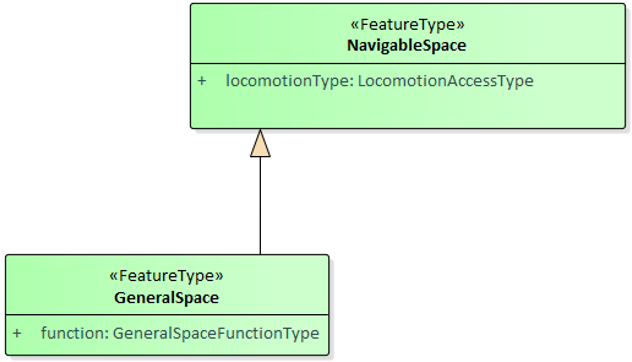 «FeatureType»
NavigableSpace
+ locomotionType: LocomotionAccessType
«FeatureType»
GeneralSpace
+ function: GeneralSpaceFunctionType